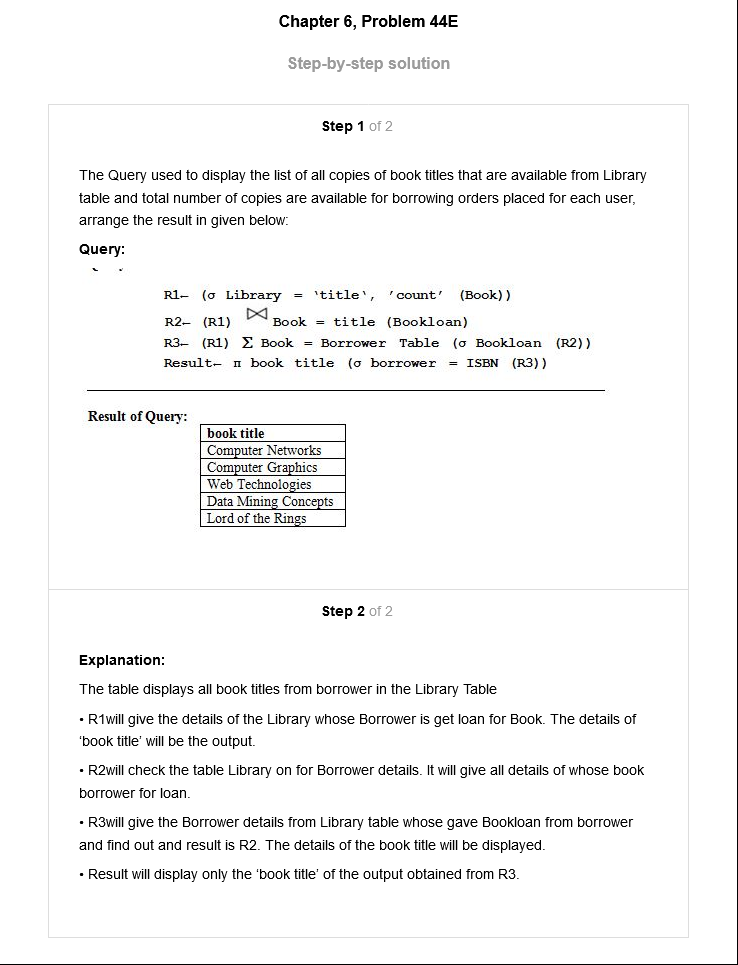 Chapter 6, Problem 44E
Step-by-step solution
Step 1 of 2
The Query used to display the list of all copies of book titles that are available from Library
table and total number of copies are available for borrowing orders placed for each user,
arrange the result in given below:
Query:
R1← (σ Library = ‵title‵, ′count′ (Book))
R2← (R1) ⋈ Book = title (Bookloan)
R3← (R1) Σ Book = Borrower Table (σ Bookloan (R2))
Result← π book title (σ borrower = ISBN (R3))
Result of Query:
book title
Computer Networks
Computer Graphics
Web Technologies
Data Mining Concepts
Lord of the Rings
Step 2 of 2
Explanation:
The table displays all book titles from borrower in the Library Table
• R1will give the details of the Library whose Borrower is get loan for Book. The details of
‘book title’ will be the output.
• R2will check the table Library on for Borrower details. It will give all details of whose book
borrower for loan.
• R3will give the Borrower details from Library table whose gave Bookloan from borrower
and find out and result is R2. The details of the book title will be displayed.
• Result will display only the ‘book title’ of the output obtained from R3.